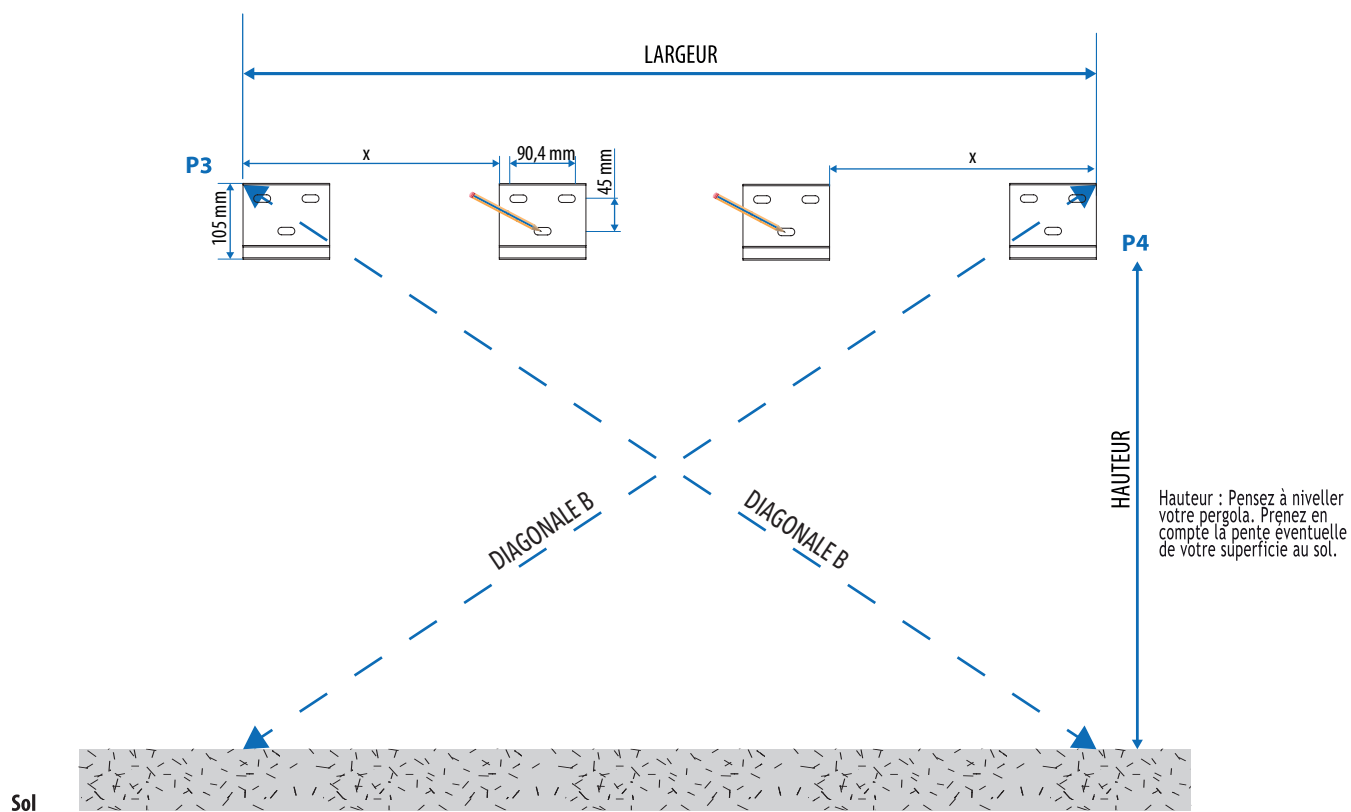 LARGEUR
P3
x
90,4 mm
45 mm
x
105 mm
P4
HAUTEUR
DIAGONALE B
DIAGONALE B
Hauteur : Pensez à niveller
votre pergola. Prenez en
compte la pente éventuelle
de votre superficie au sol.
Sol